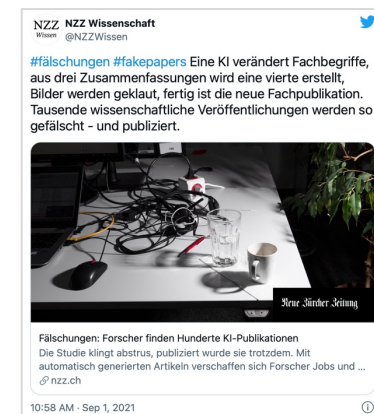 NZZ Wissenschaft
@NZZWissen
#fälschungen #fakepapers Eine KI verändert Fachbegriffe,
aus drei Zusammenfassungen wird eine vierte erstellt,
Bilder werden geklaut, fertig ist die neue Fachpublikation.
Tausende wissenschaftliche Veröffentlichungen werden so
gefälscht - und publiziert.
Neue Zürcher Zeitung
Fälschungen: Forscher finden Hunderte KI-Publikationen
Die Studie klingt abstrus, publiziert wurde sie trotzdem. Mit
automatisch generierten Artikeln verschaffen sich Forscher Jobs und ...
nzz.ch
10:58 AM · Sep 1, 2021